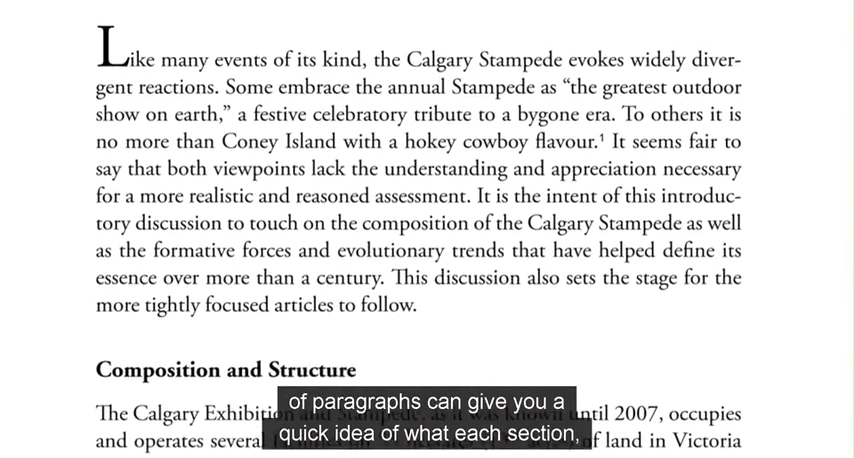 Like many events of its kind, the Calgary Stampede evokes widely diver-
gent reactions. Some embrace the annual Stampede as “the greatest outdoor
show on earth,” a festive celebratory tribute to a bygone era. To others it is
no more than Coney Island with a hokey cowboy flavour.¹ It seems fair to
say that both viewpoints lack the understanding and appreciation necessary
for a more realistic and reasoned assessment. It is the intent of this introduc-
tory discussion to touch on the composition of the Calgary Stampede as well
as the formative forces and evolutionary trends that have helped define its
essence over more than a century. This discussion also sets the stage for the
more tightly focused articles to follow.
Composition and Structure
The Calgary Exhibition until 2007, occupies
and operates several of land in Victoria
of paragraphs can give you a
quick idea of what each section,